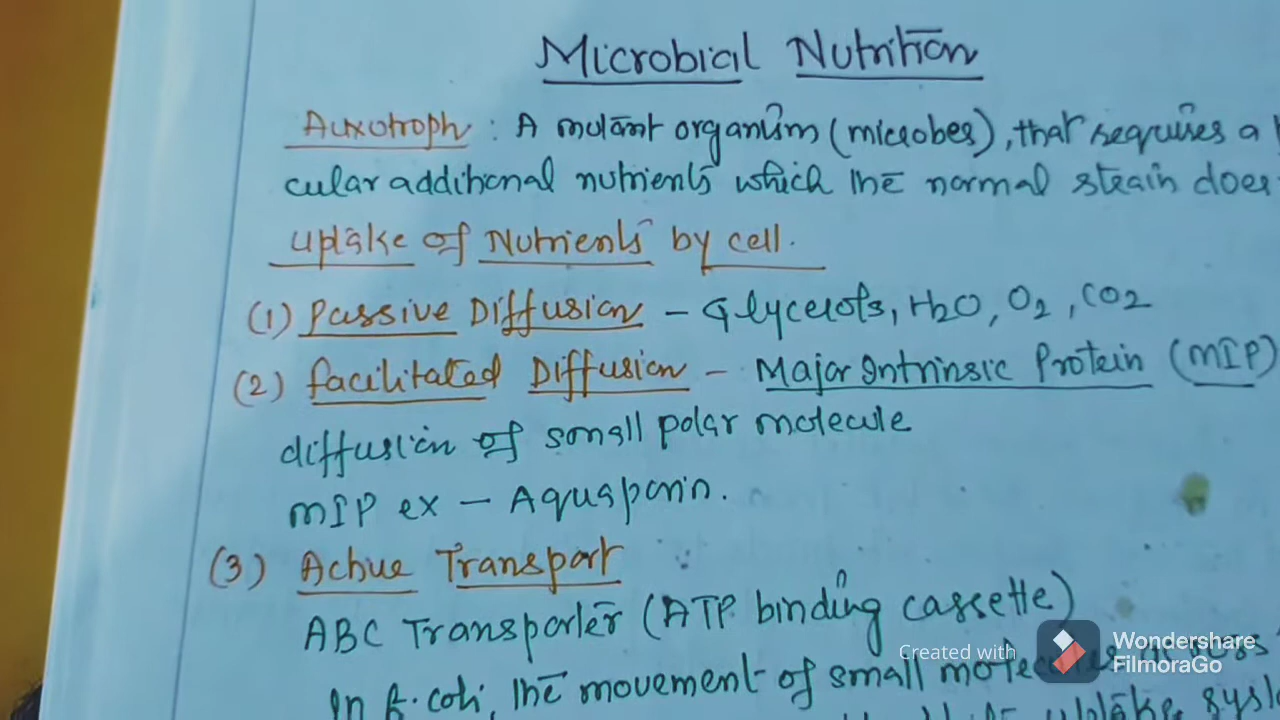 Microbial Nutrition
Auxotroph : A mutant organism (microbes), that requires a
cular additional nutrients which the normal strain does
Uptake of Nutrients by cell.
(1) Passive Diffusion - Glycerols, H2O, O2, CO2
(2) facilitated Diffusion - Major Intrinsic Protein (MIP)
diffusion of small polar molecule
MIP ex - Aquaporin.
(3) Active Transport
ABC Transporter (ATP binding cassette)
In E.coli, the movement of small
uptake
Created with Wondershare FilmoraGo